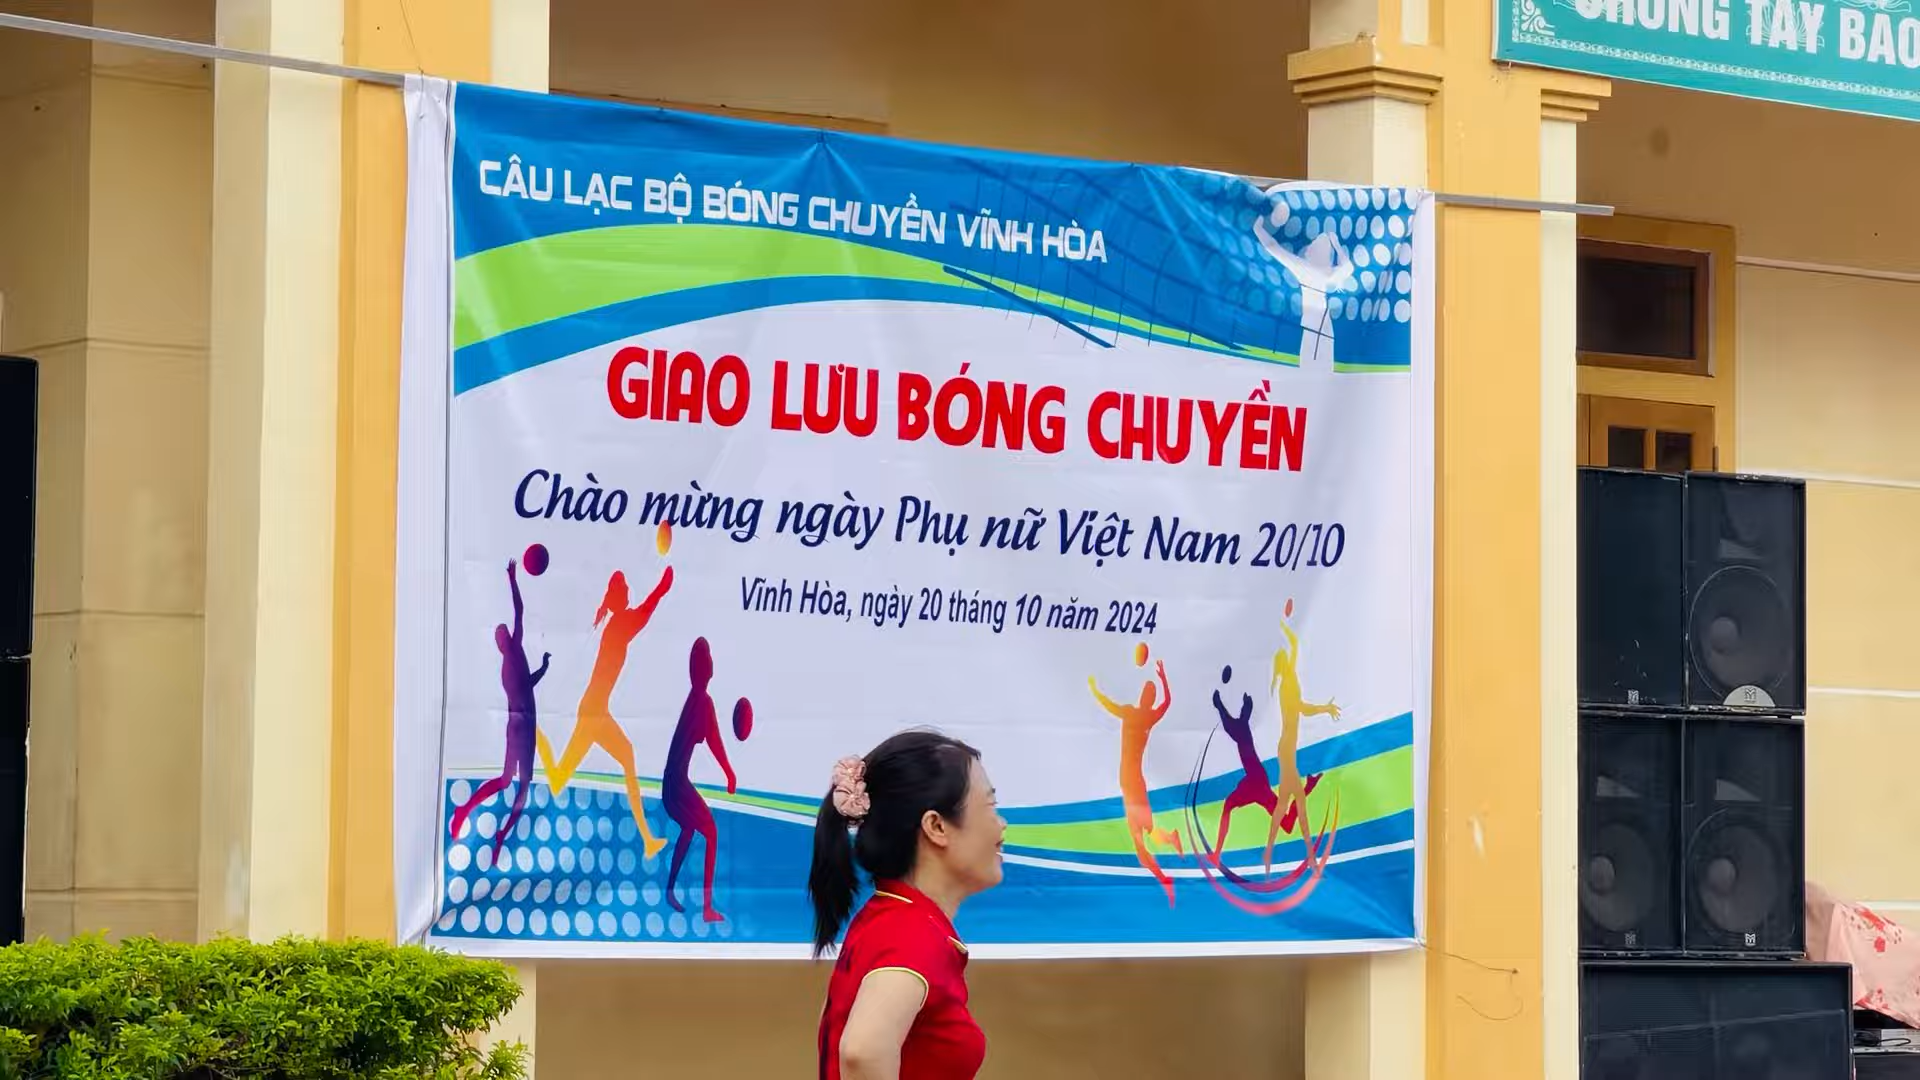 CHUNG TAY BẢO
CÂU LẠC BỘ BÓNG CHUYỀN VĨNH HÒA
GIAO LƯU BÓNG CHUYỀN
Chào mừng ngày Phụ nữ Việt Nam 20/10
Vĩnh Hòa, ngày 20 tháng 10 năm 2024